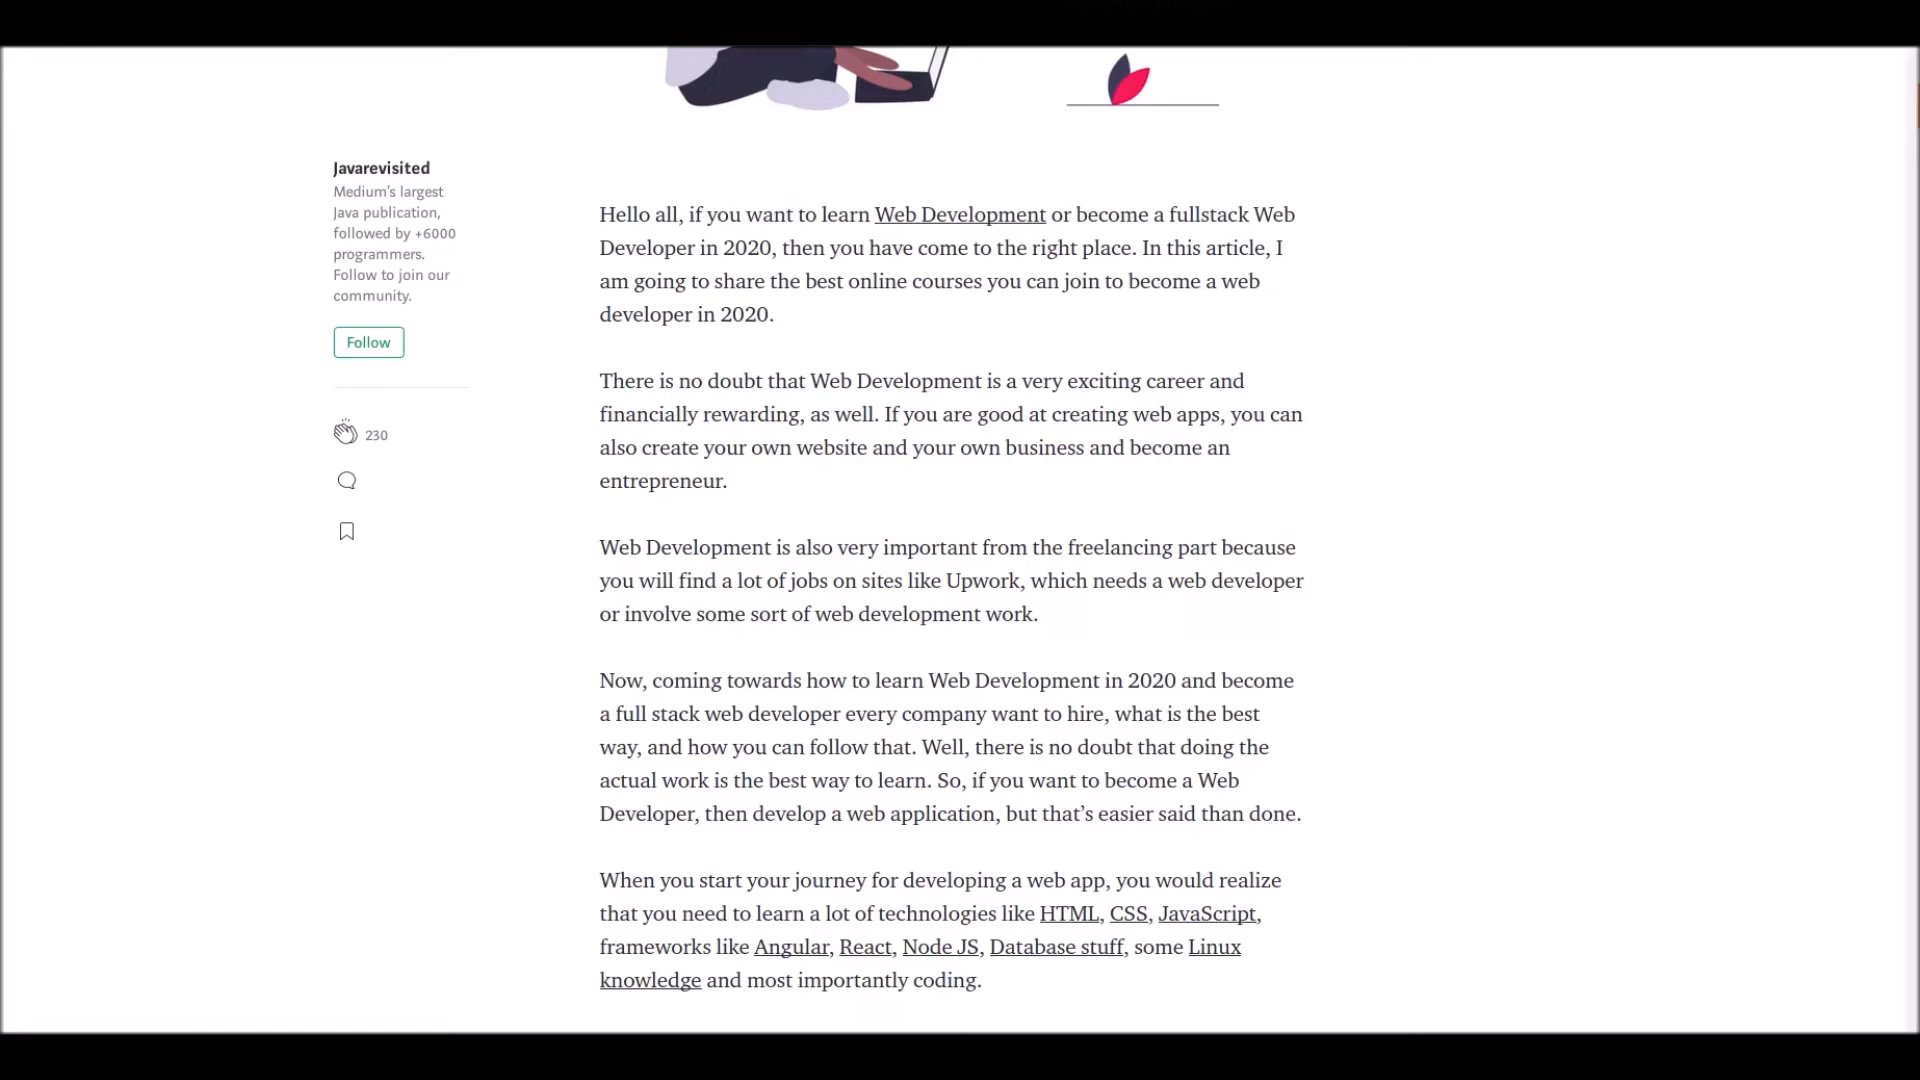 Javarevisited
Medium’s largest
Java publication,
followed by +6000
programmers.
Follow to join our
community.
Follow
230
Hello all, if you want to learn Web Development or become a fullstack Web
Developer in 2020, then you have come to the right place. In this article, I
am going to share the best online courses you can join to become a web
developer in 2020.
There is no doubt that Web Development is a very exciting career and
financially rewarding, as well. If you are good at creating web apps, you can
also create your own website and your own business and become an
entrepreneur.
Web Development is also very important from the freelancing part because
you will find a lot of jobs on sites like Upwork, which needs a web developer
or involve some sort of web development work.
Now, coming towards how to learn Web Development in 2020 and become
a full stack web developer every company want to hire, what is the best
way, and how you can follow that. Well, there is no doubt that doing the
actual work is the best way to learn. So, if you want to become a Web
Developer, then develop a web application, but that’s easier said than done.
When you start your journey for developing a web app, you would realize
that you need to learn a lot of technologies like HTML, CSS, JavaScript,
frameworks like Angular, React, Node JS, Database stuff, some Linux
knowledge and most importantly coding.